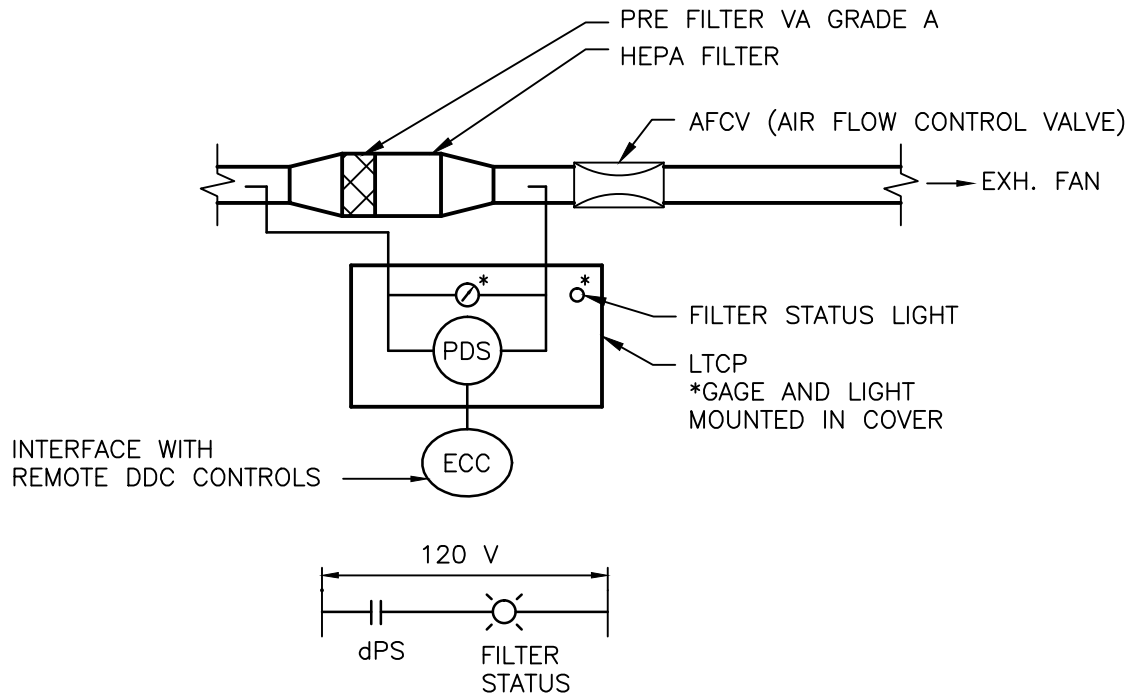 PRE FILTER VA GRADE A
HEPA FILTER
AFCV (AIR FLOW CONTROL VALVE)
EXH. FAN
*
*
FILTER STATUS LIGHT
PDS
LTCP
*GAGE AND LIGHT
MOUNTED IN COVER
INTERFACE WITH
REMOTE DDC CONTROLS
ECC
120 V
dPS
FILTER
STATUS